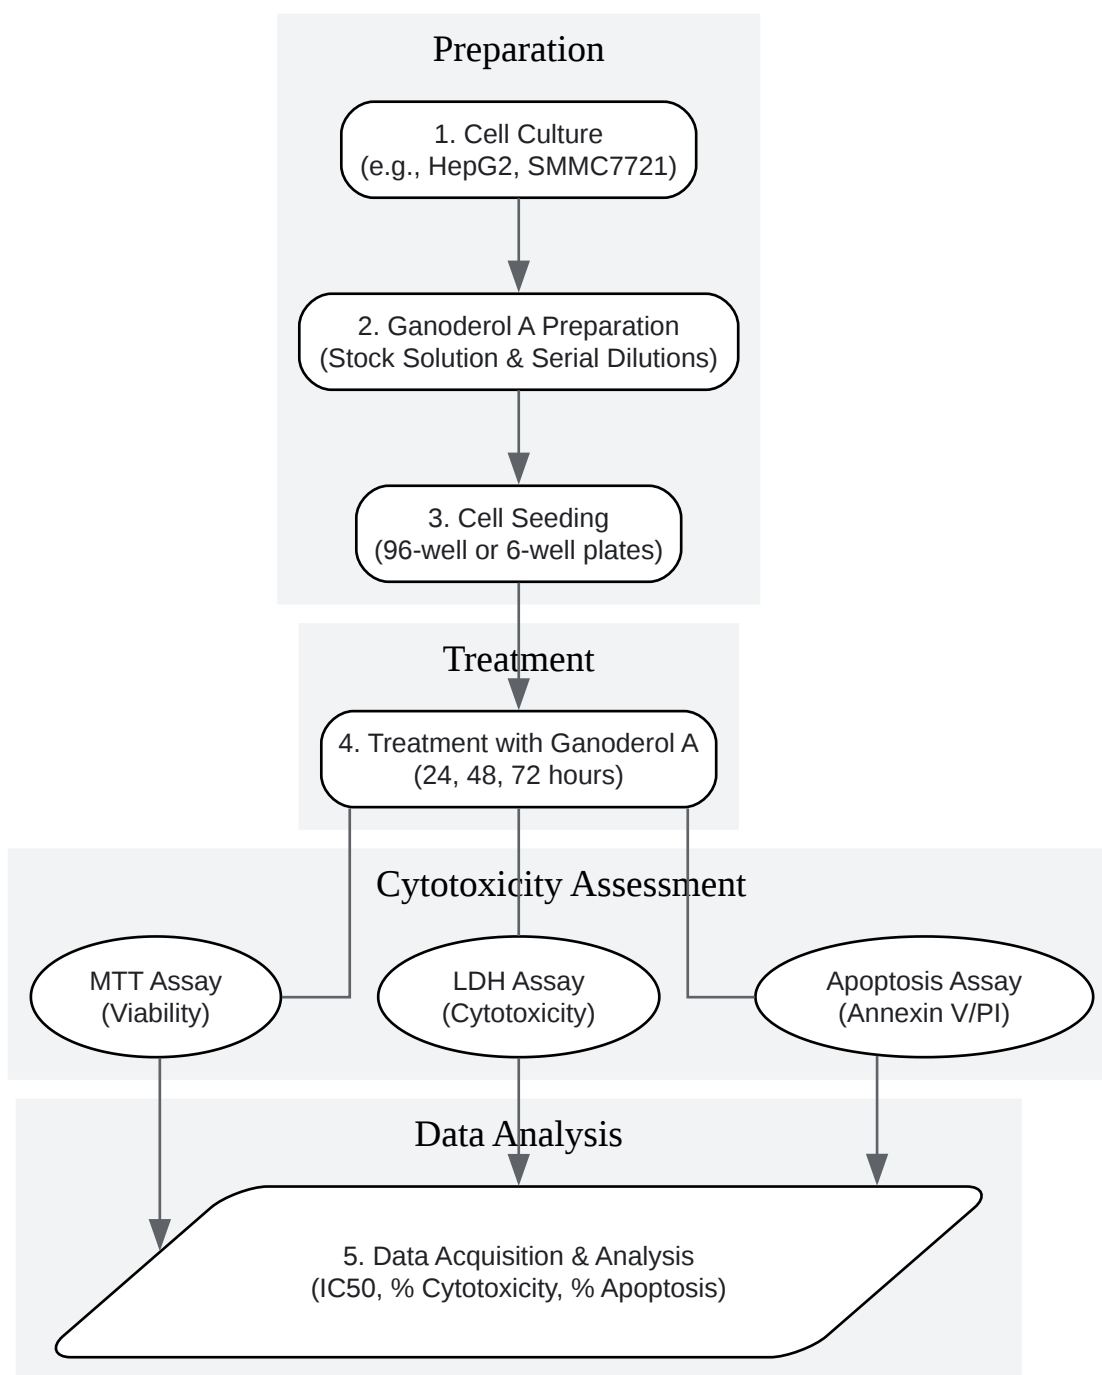 Preparation
1. Cell Culture
(e.g., HepG2, SMMC7721)
2. Ganoderol A Preparation
(Stock Solution & Serial Dilutions)
3. Cell Seeding
(96-well or 6-well plates)
Treatment
4. Treatment with Ganoderol A
(24, 48, 72 hours)
Cytotoxicity Assessment
MTT Assay
(Viability)
LDH Assay
(Cytotoxicity)
Apoptosis Assay
(Annexin V/PI)
Data Analysis
5. Data Acquisition & Analysis
(IC50, % Cytotoxicity, % Apoptosis)